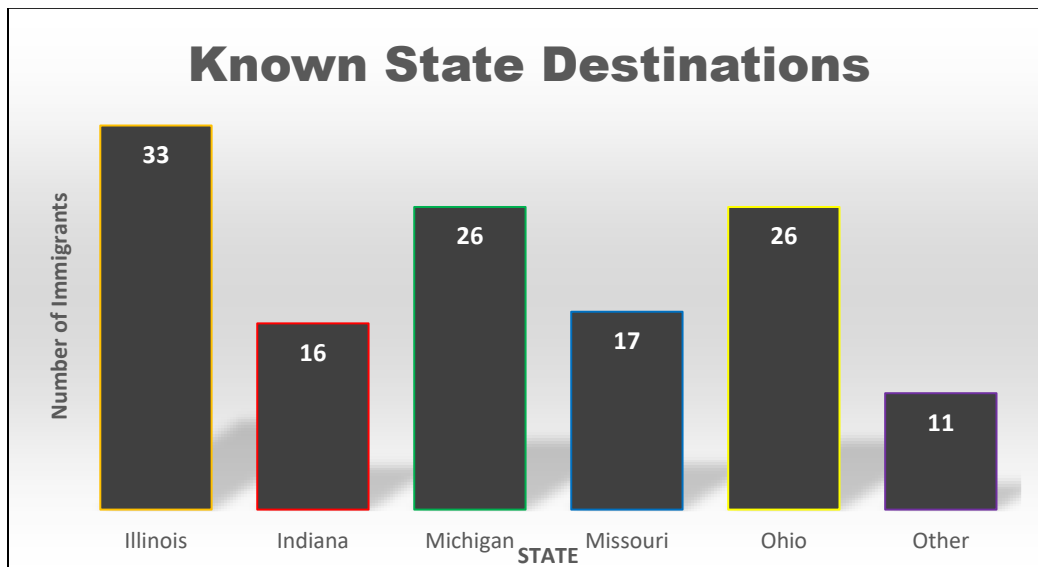 Known State Destinations
Number of Immigrants
33
16
26
17
26
11
Illinois
Indiana
Michigan
Missouri
Ohio
Other
STATE